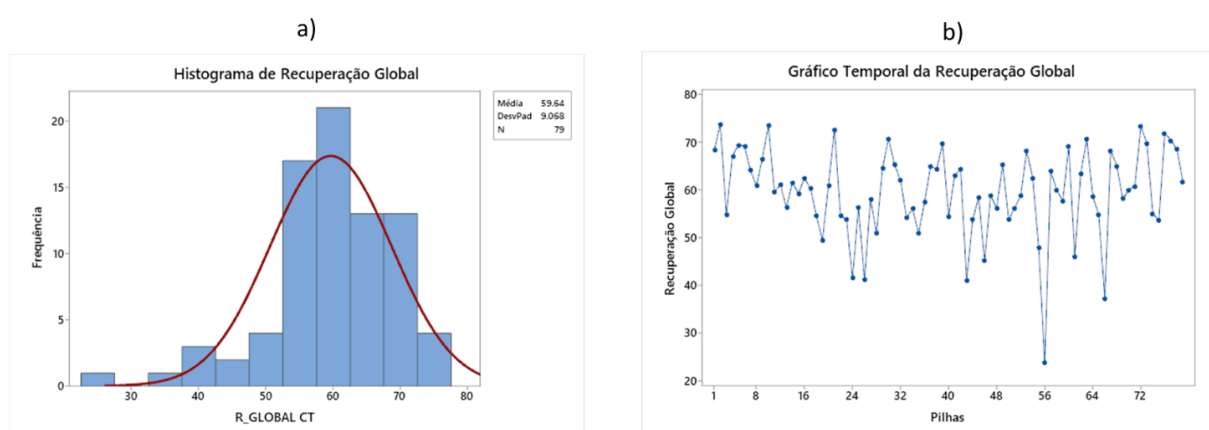 a)
Histograma de Recuperação Global
Média 59.64
DesvPad 9.068
N 79
20
15
10
5
0
Frequência
30 40 50 60 70 80
R_GLOBAL CT
b)
Gráfico Temporal da Recuperação Global
80
70
60
50
40
30
20
Recuperação Global
1 8 16 24 32 40 48 56 64 72
Pilhas